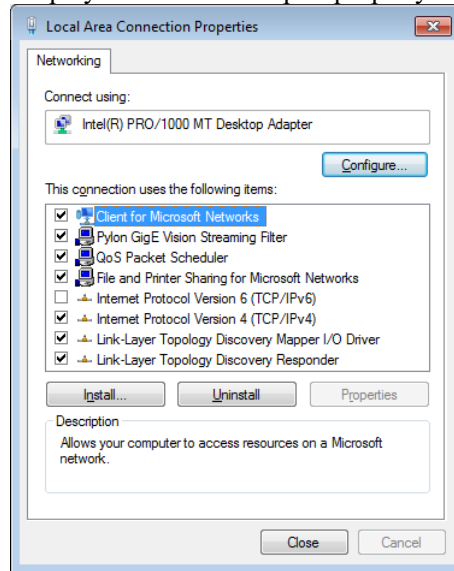 Local Area Connection Properties
Networking
Connect using:
Intel(R) PRO/1000 MT Desktop Adapter
Configure...
This connection uses the following items:
Client for Microsoft Networks
Pylon GigE Vision Streaming Filter
QoS Packet Scheduler
File and Printer Sharing for Microsoft Networks
Internet Protocol Version 6 (TCP/IPv6)
Internet Protocol Version 4 (TCP/IPv4)
Link-Layer Topology Discovery Mapper I/O Driver
Link-Layer Topology Discovery Responder
Install... Uninstall Properties
Description
Allows your computer to access resources on a Microsoft
network.
Close Cancel